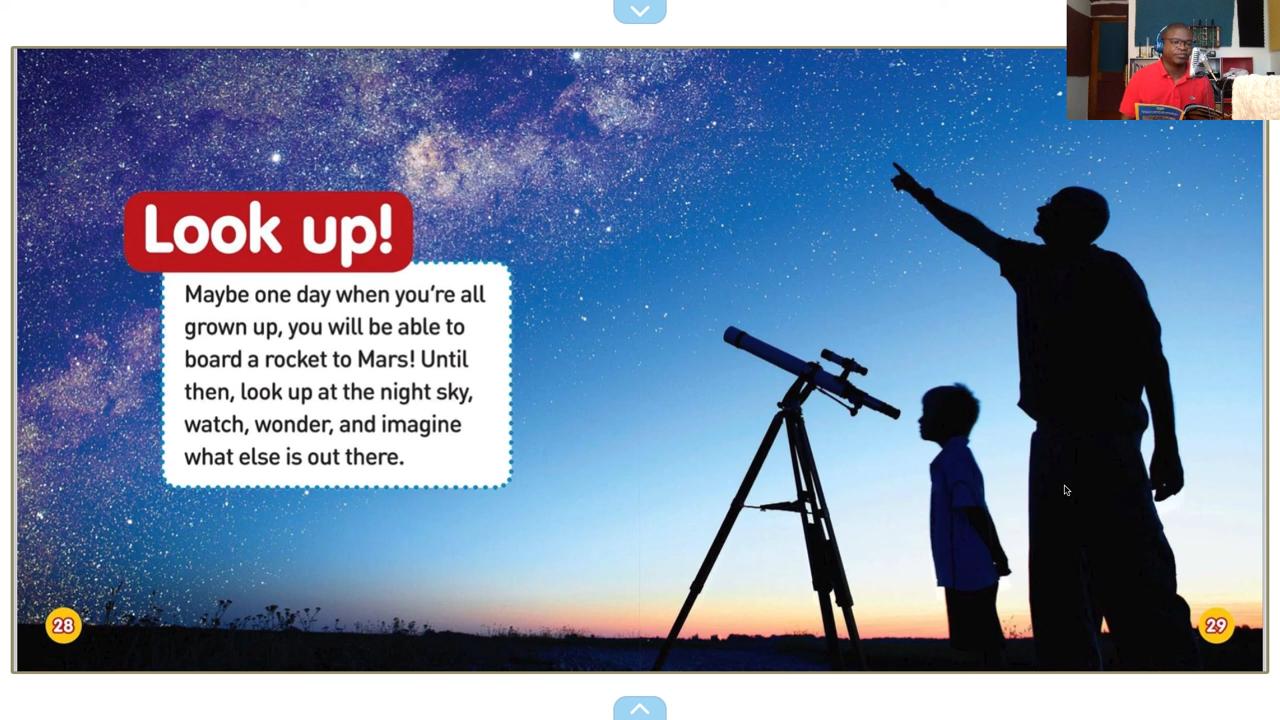 Look up!
Maybe one day when you're all
grown up, you will be able to
board a rocket to Mars! Until
then, look up at the night sky,
watch, wonder, and imagine
what else is out there.
28
29